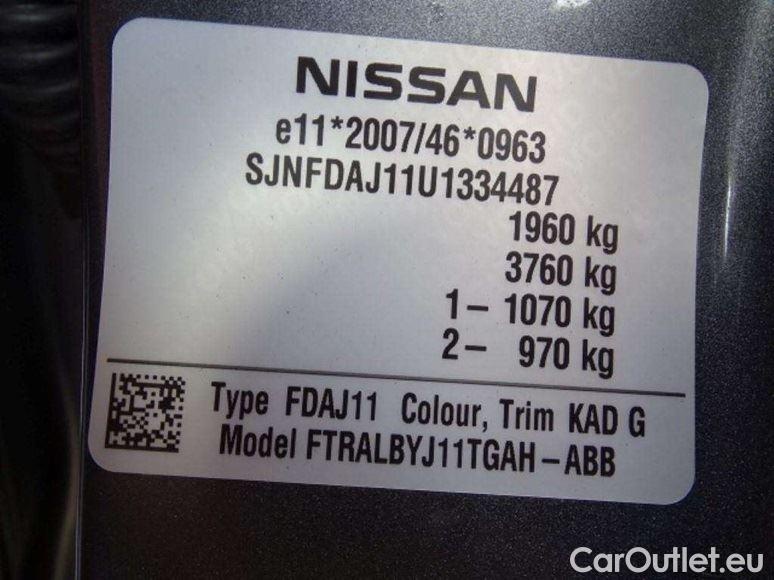 NISSAN
e11*2007/46*0963
SJNFDAJ11U1334487
1960 kg
3760 kg
1– 1070 kg
2– 970 kg
Type FDAJ11 Colour, Trim KAD G
Model FTRALBYJ11TGAH–ABB
CarOutlet.eu